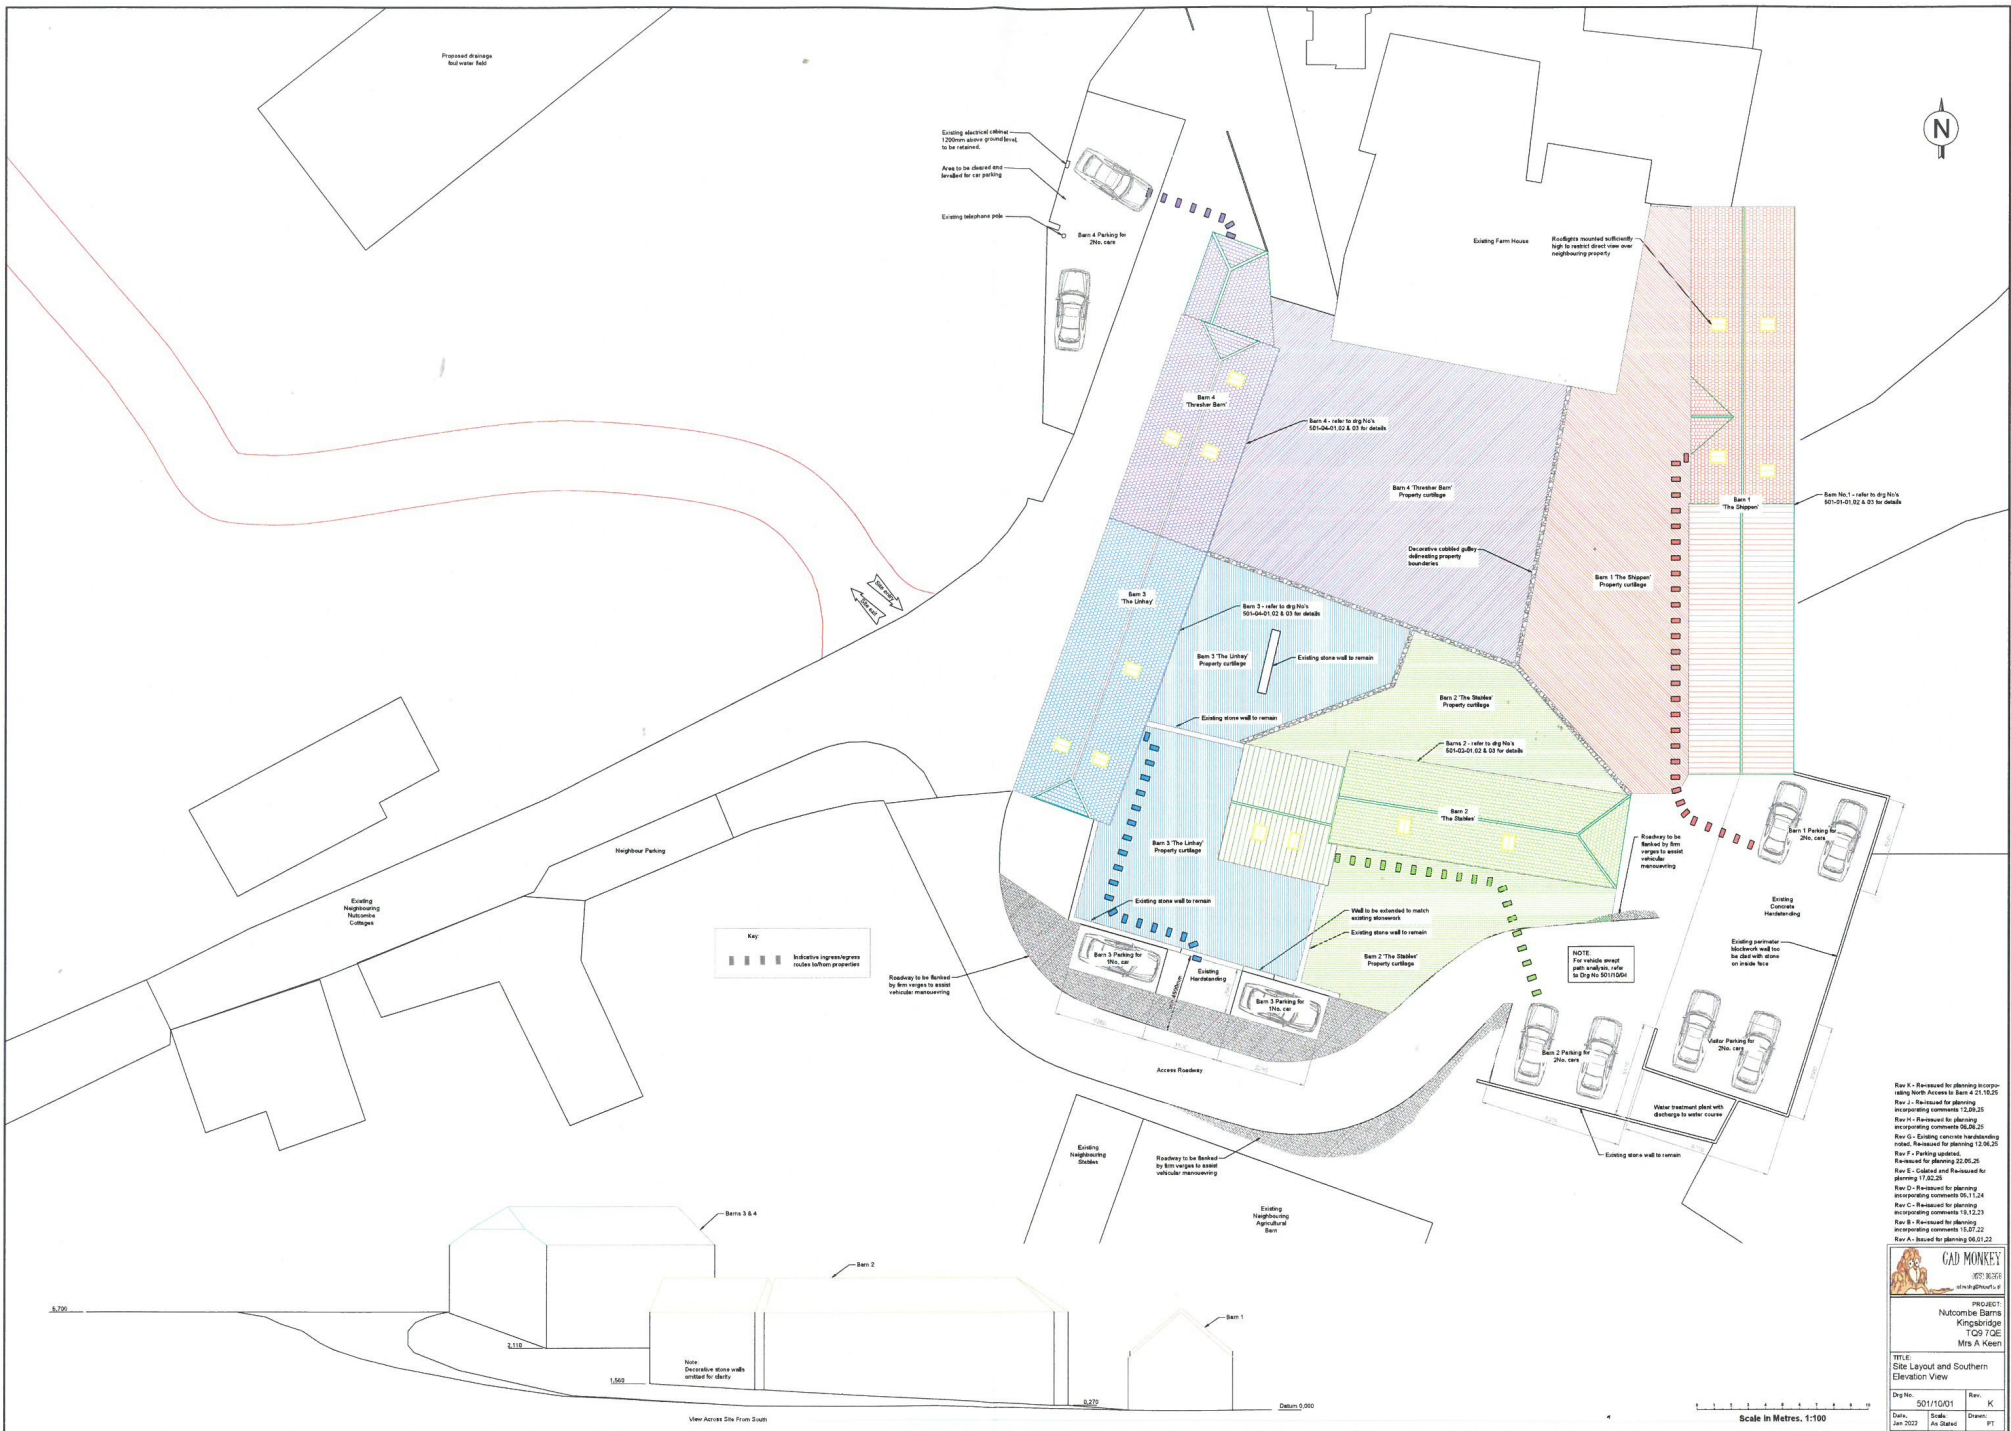 Proposed drainage
foul water field
Existing electrical cabinet
1200mm above ground level,
to be retained.
Area to be cleared and
levelled for car parking
Existing telephone pole
Barn 4 Parking for
2No. cars
N
Existing Farm House
Rooflights mounted sufficiently
high to restrict direct view over
neighbouring property
Barn 4
'Thresher Barn'
Barn 4 - refer to drg No's
501-04-01,02 & 03 for details
Barn 4 'Thresher Barn'
Property curtilage
Barn 1
'The Shippen'
Barn No.1 - refer to drg No's
501-01-01,02 & 03 for details
Decorative cobbled gulley
delineating property
boundaries
Barn 1 'The Shippen'
Property curtilage
Site entry
Site exit
Barn 3
'The Linhay'
Barn 3 - refer to drg No's
501-04-01,02 & 03 for details
Barn 3 'The Linhay'
Property curtilage
Existing stone wall to remain
Barn 2 'The Stables'
Property curtilage
Existing stone wall to remain
Barns 2 - refer to drg No's
501-02-01,02 & 03 for details
Barn 2
'The Stables'
Barn 1 Parking for
2No. cars
Roadway to be
flanked by firm
verges to assist
vehicular
manouevring
Neighbour Parking
Barn 3 'The Linhay'
Property curtilage
Existing
Neighbouring
Nutcombe
Cottages
Existing stone wall to remain
Wall to be extended to match
existing stonework
Existing stone wall to remain
Existing
Concrete
Hardstanding
Key:
Indicative ingress/egress
routes to/from properties
Barn 3 Parking for
1No. car
Existing
Hardstanding
Barn 2 'The Stables'
Property curtilage
NOTE:
For vehicle swept
path analysis, refer
to Drg No 501/10/04
Existing perimeter
blockwork wall too
be clad with stone
on inside face
Roadway to be flanked
by firm verges to assist
vehicular manouevring
Barn 3 Parking for
1No. car
Barn 2 Parking for
2No. cars
Visitor Parking for
2No. cars
Access Roadway
Water treatment plant with
discharge to water course
Existing
Neighbouring
Stables
Roadway to be flanked
by firm verges to assist
vehicular manouevring
Existing stone wall to remain
Existing
Neighbouring
Agricultural
Barn
Rev K - Re-issued for planning incorpo-
rating North Access to Barn 4 21.10.25
Rev J - Re-issued for planning
incorporating comments 12.09.25
Rev H - Re-issued for planning
incorporating comments 08.08.25
Rev G - Existing concrete hardstanding
noted. Re-issued for planning 12.06.25
Rev F - Parking updated.
Re-issued for planning 22.05.25
Rev E - Colated and Re-issued for
planning 17.02.25
Rev D - Re-issued for planning
incorporating comments 05.11.24
Rev C - Re-issued for planning
incorporating comments 19.12.23
Rev B - Re-issued for planning
incorporating comments 15.07.22
Rev A - Issued for planning 06.01.22
Barns 3 & 4
Barn 2
Barn 1
5.700
2.110
1.560
0.270
Datum 0.000
Note:
Decorative stone walls
omitted for clarity
View Across Site From South
Scale in Metres. 1:100
CAD MONKEY
PROJECT:
Nutcombe Barns
Kingsbridge
TQ9 7QE
Mrs A Keen
TITLE:
Site Layout and Southern
Elevation View
Drg No.
501/10/01
Rev.
K
Date.
Jan 2022
Scale:
As Stated
Drawn:
PT